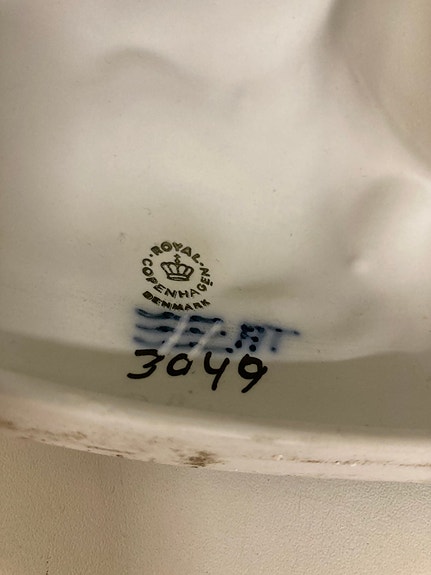 ROYAL
COPENHAGEN
DENMARK
3049